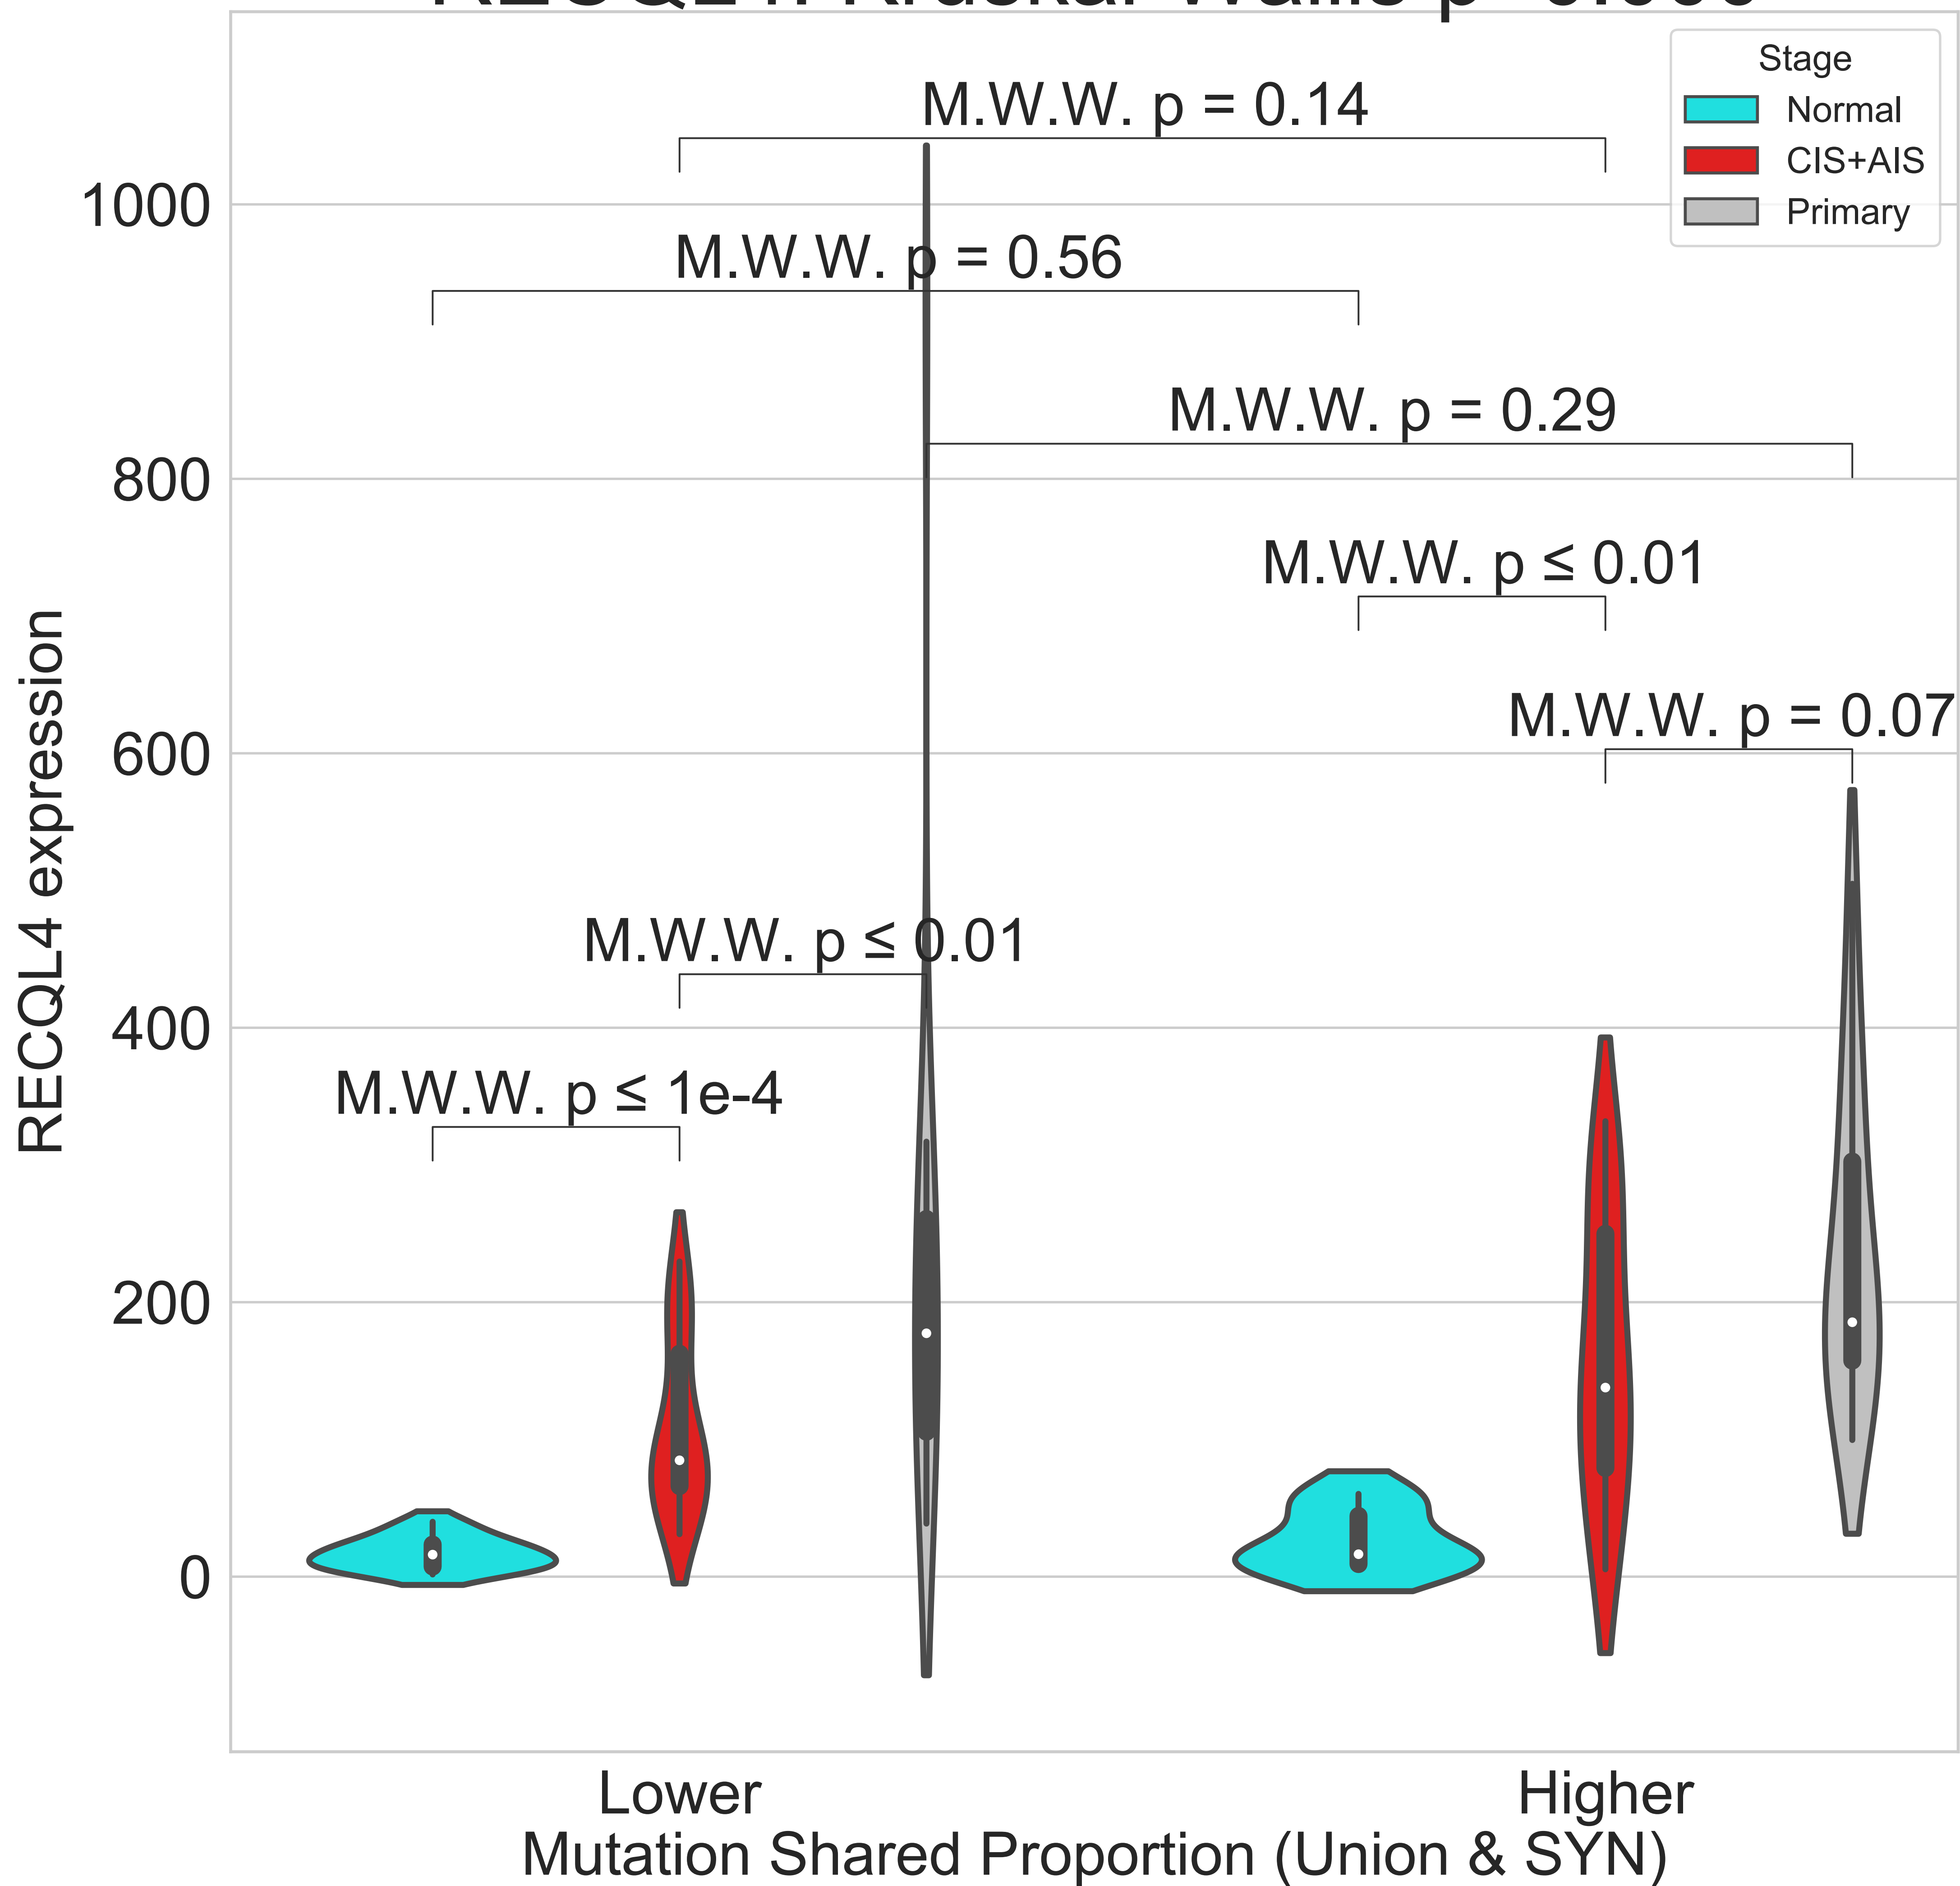 Stage
Normal
CIS+AIS
Primary
M.W.W. p = 0.14
M.W.W. p = 0.56
M.W.W. p = 0.29
M.W.W. p ≤ 0.01
M.W.W. p = 0.07
M.W.W. p ≤ 0.01
M.W.W. p ≤ 1e-4
1000
800
600
400
200
0
RECQL4 expression
Lower
Higher
Mutation Shared Proportion (Union & SYN)